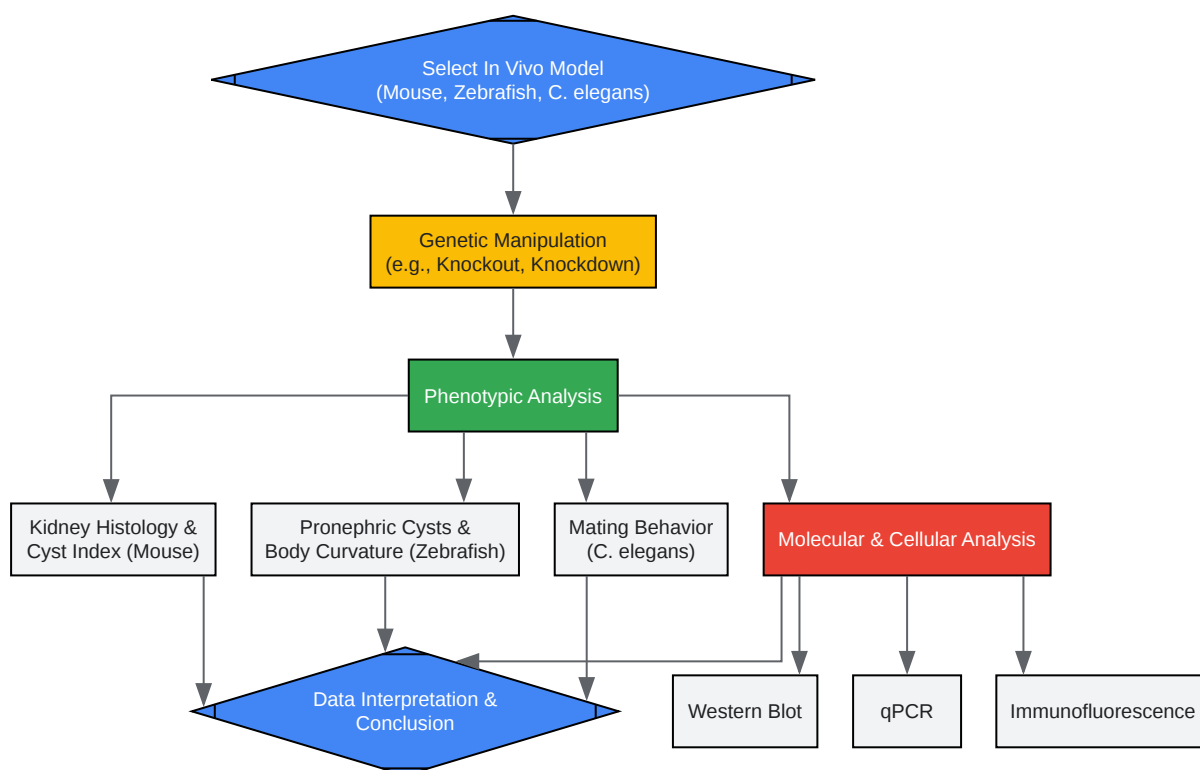 Select In Vivo Model
(Mouse, Zebrafish, C. elegans)
Genetic Manipulation
(e.g., Knockout, Knockdown)
Phenotypic Analysis
Kidney Histology &
Cyst Index (Mouse)
Pronephric Cysts &
Body Curvature (Zebrafish)
Mating Behavior
(C. elegans)
Molecular & Cellular Analysis
Data Interpretation &
Conclusion
Western Blot
qPCR
Immunofluorescence